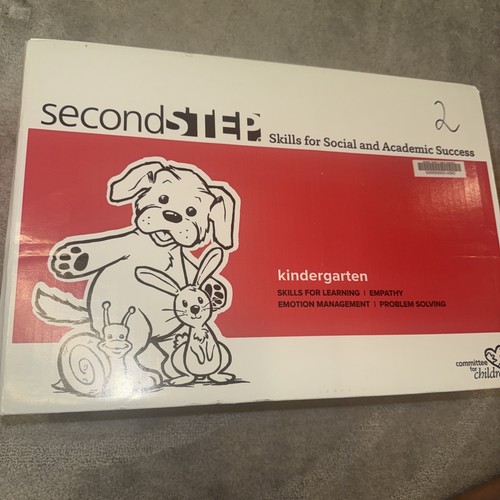 secondSTEP®
2
Skills for Social and Academic Success
kindergarten
SKILLS FOR LEARNING | EMPATHY
EMOTION MANAGEMENT | PROBLEM SOLVING
committee
for
children